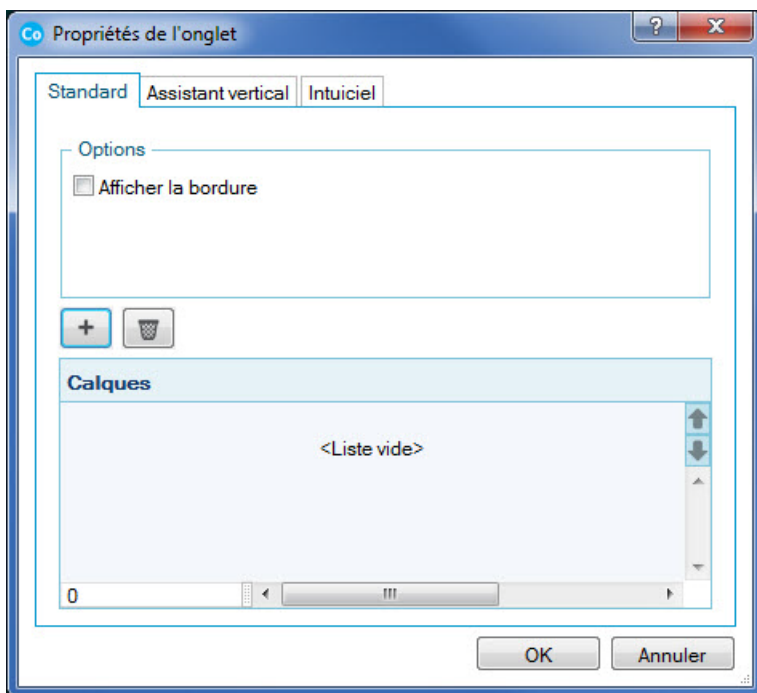 Co Propriétés de l'onglet
?
Standard Assistant vertical Intuiciel
Options
Afficher la bordure
+
Calques
<Liste vide>
0
OK Annuler